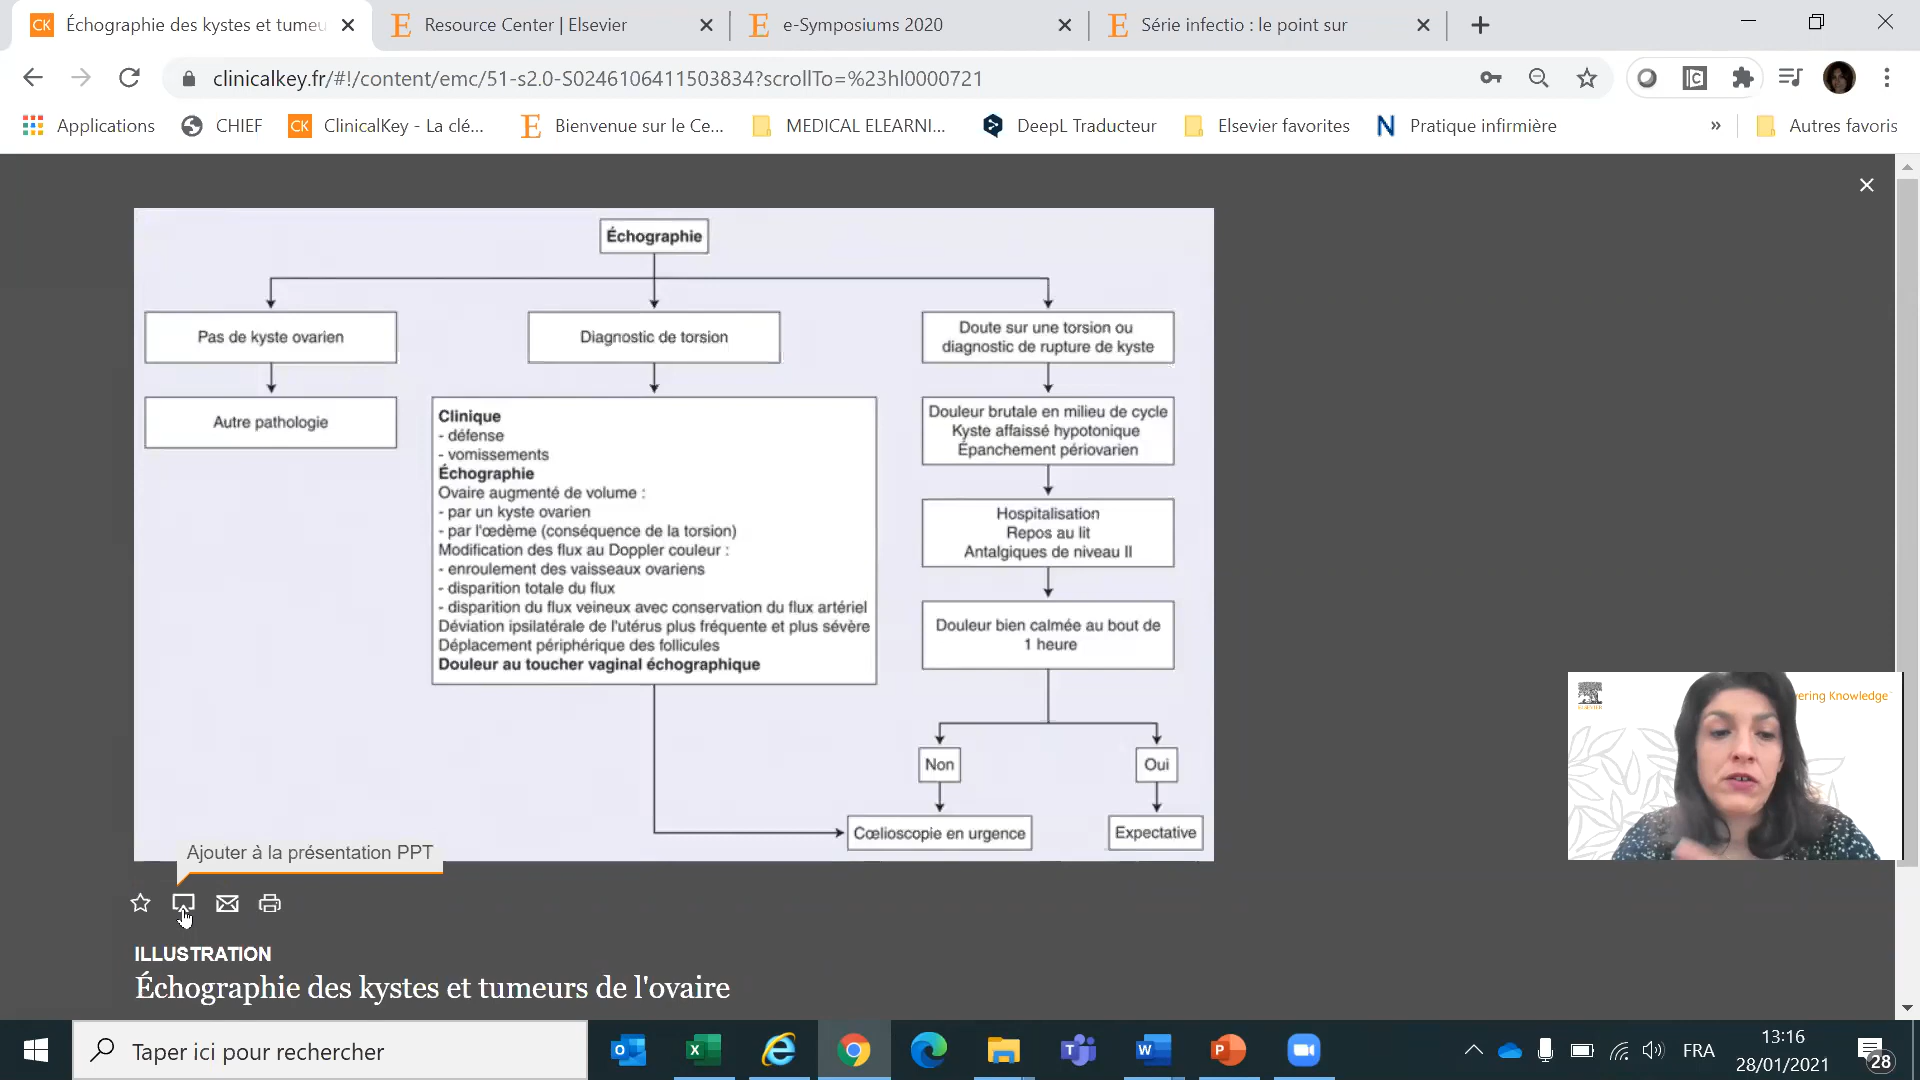 Échographie des kystes et tumeu
Resource Center | Elsevier
e-Symposiums 2020
Série infectio : le point sur
clinicalkey.fr/#!/content/emc/51-s2.0-S0246106411503834?scrollTo=%23hl0000721
Applications
CHIEF
ClinicalKey - La clé...
Bienvenue sur le Ce...
MEDICAL ELEARNI...
DeepL Traducteur
Elsevier favorites
Pratique infirmière
»
Autres favoris
Échographie
Pas de kyste ovarien
Autre pathologie
Diagnostic de torsion
Clinique
- défense
- vomissements
Échographie
Ovaire augmenté de volume :
- par un kyste ovarien
- par l'œdème (conséquence de la torsion)
Modification des flux au Doppler couleur :
- enroulement des vaisseaux ovariens
- disparition totale du flux
- disparition du flux veineux avec conservation du flux artériel
Déviation ipsilatérale de l'utérus plus fréquente et plus sévère
Déplacement périphérique des follicules
Douleur au toucher vaginal échographique
Doute sur une torsion ou
diagnostic de rupture de kyste
Douleur brutale en milieu de cycle
Kyste affaissé hypotonique
Épanchement périovarien
Hospitalisation
Repos au lit
Antalgiques de niveau II
Douleur bien calmée au bout de
1 heure
Non
Oui
Cœlioscopie en urgence
Expectative
Ajouter à la présentation PPT
ILLUSTRATION
Échographie des kystes et tumeurs de l'ovaire
vering Knowledge
Taper ici pour rechercher
FRA
13:16
28/01/2021
28